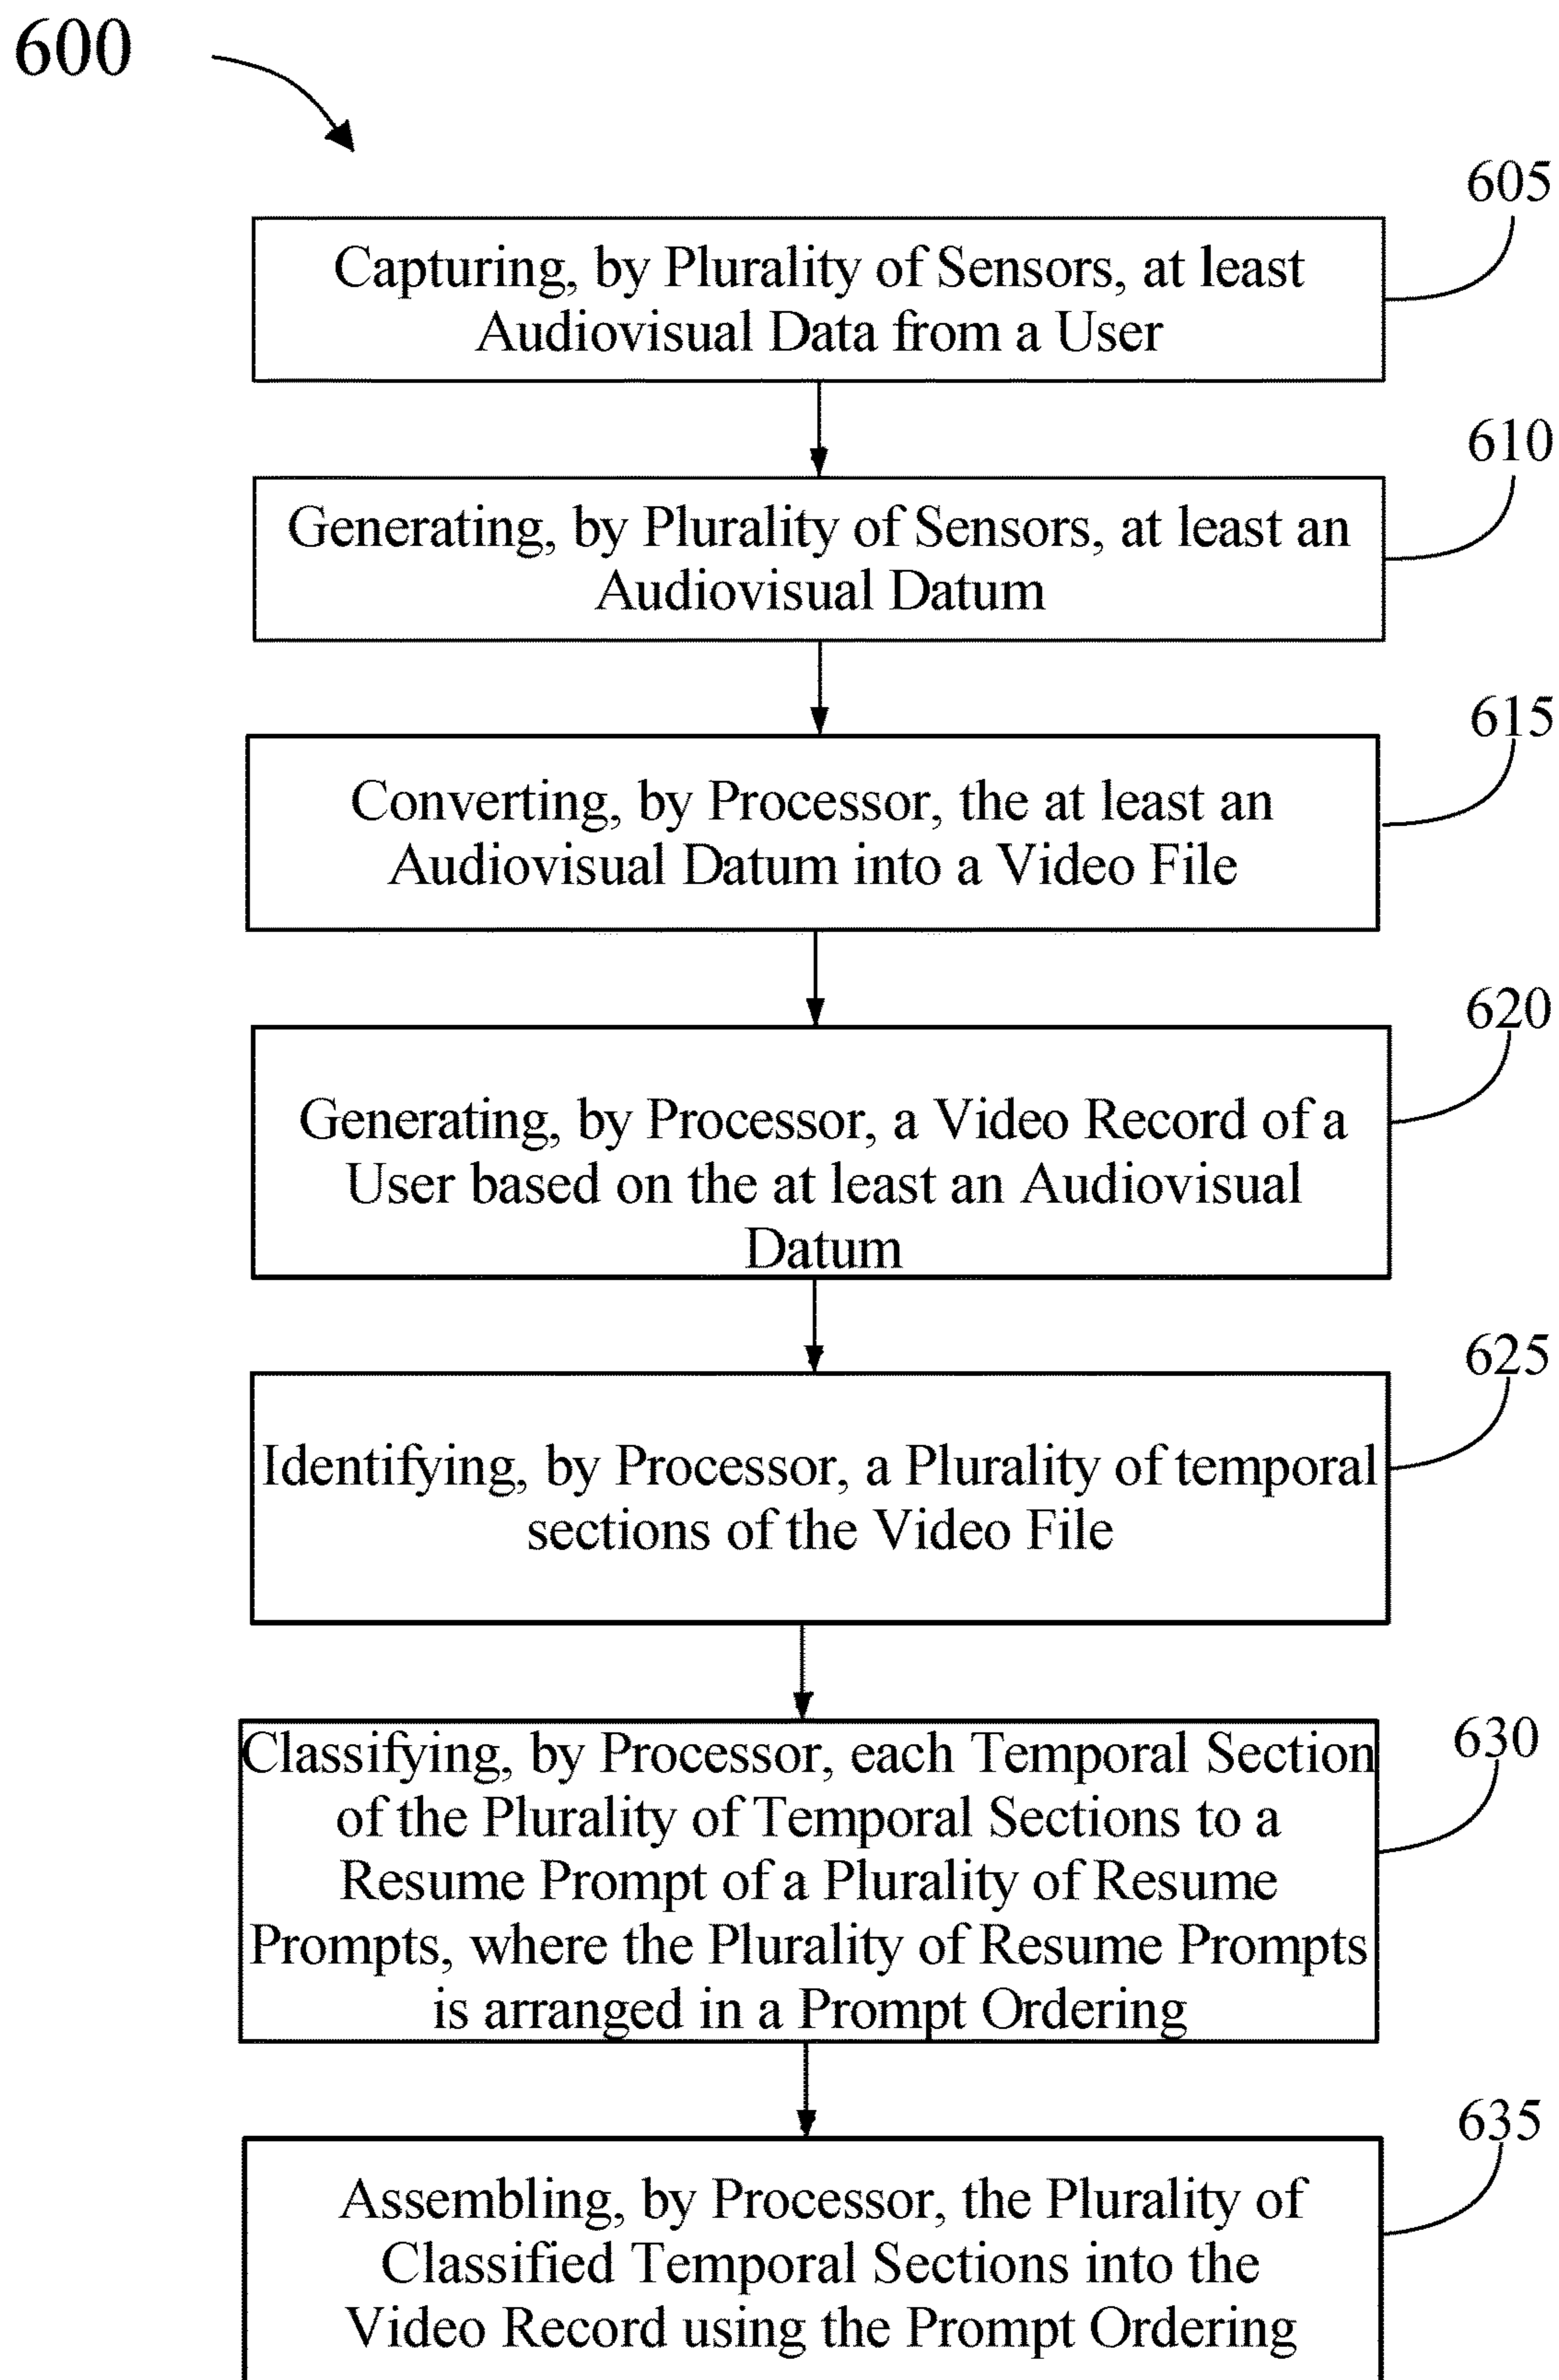 600
605
Capturing, by Plurality of Sensors, at least
Audiovisual Data from a User
610
Generating, by Plurality of Sensors, at least an
Audiovisual Datum
615
Converting, by Processor, the at least an
Audiovisual Datum into a Video File
620
Generating, by Processor, a Video Record of a
User based on the at least an Audiovisual
Datum
625
Identifying, by Processor, a Plurality of temporal
sections of the Video File
630
Classifying, by Processor, each Temporal Section
of the Plurality of Temporal Sections to a
Resume Prompt of a Plurality of Resume
Prompts, where the Plurality of Resume Prompts
is arranged in a Prompt Ordering
635
Assembling, by Processor, the Plurality of
Classified Temporal Sections into the
Video Record using the Prompt Ordering